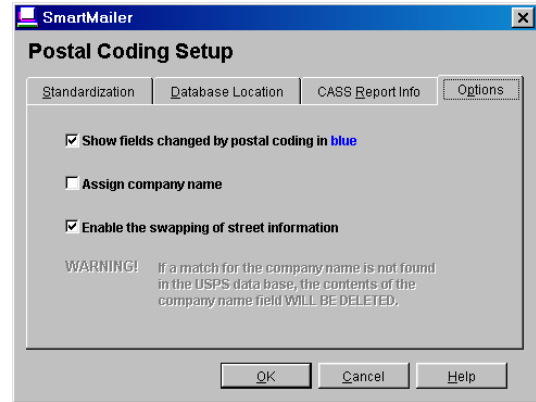 SmartMailer
Postal Coding Setup
Standardization
Database Location
CASS Report Info
Options
Show fields changed by postal coding in blue
Assign company name
Enable the swapping of street information
WARNING! If a match for the company name is not found
in the USPS data base, the contents of the
company name field WILL BE DELETED.
OK
Cancel
Help